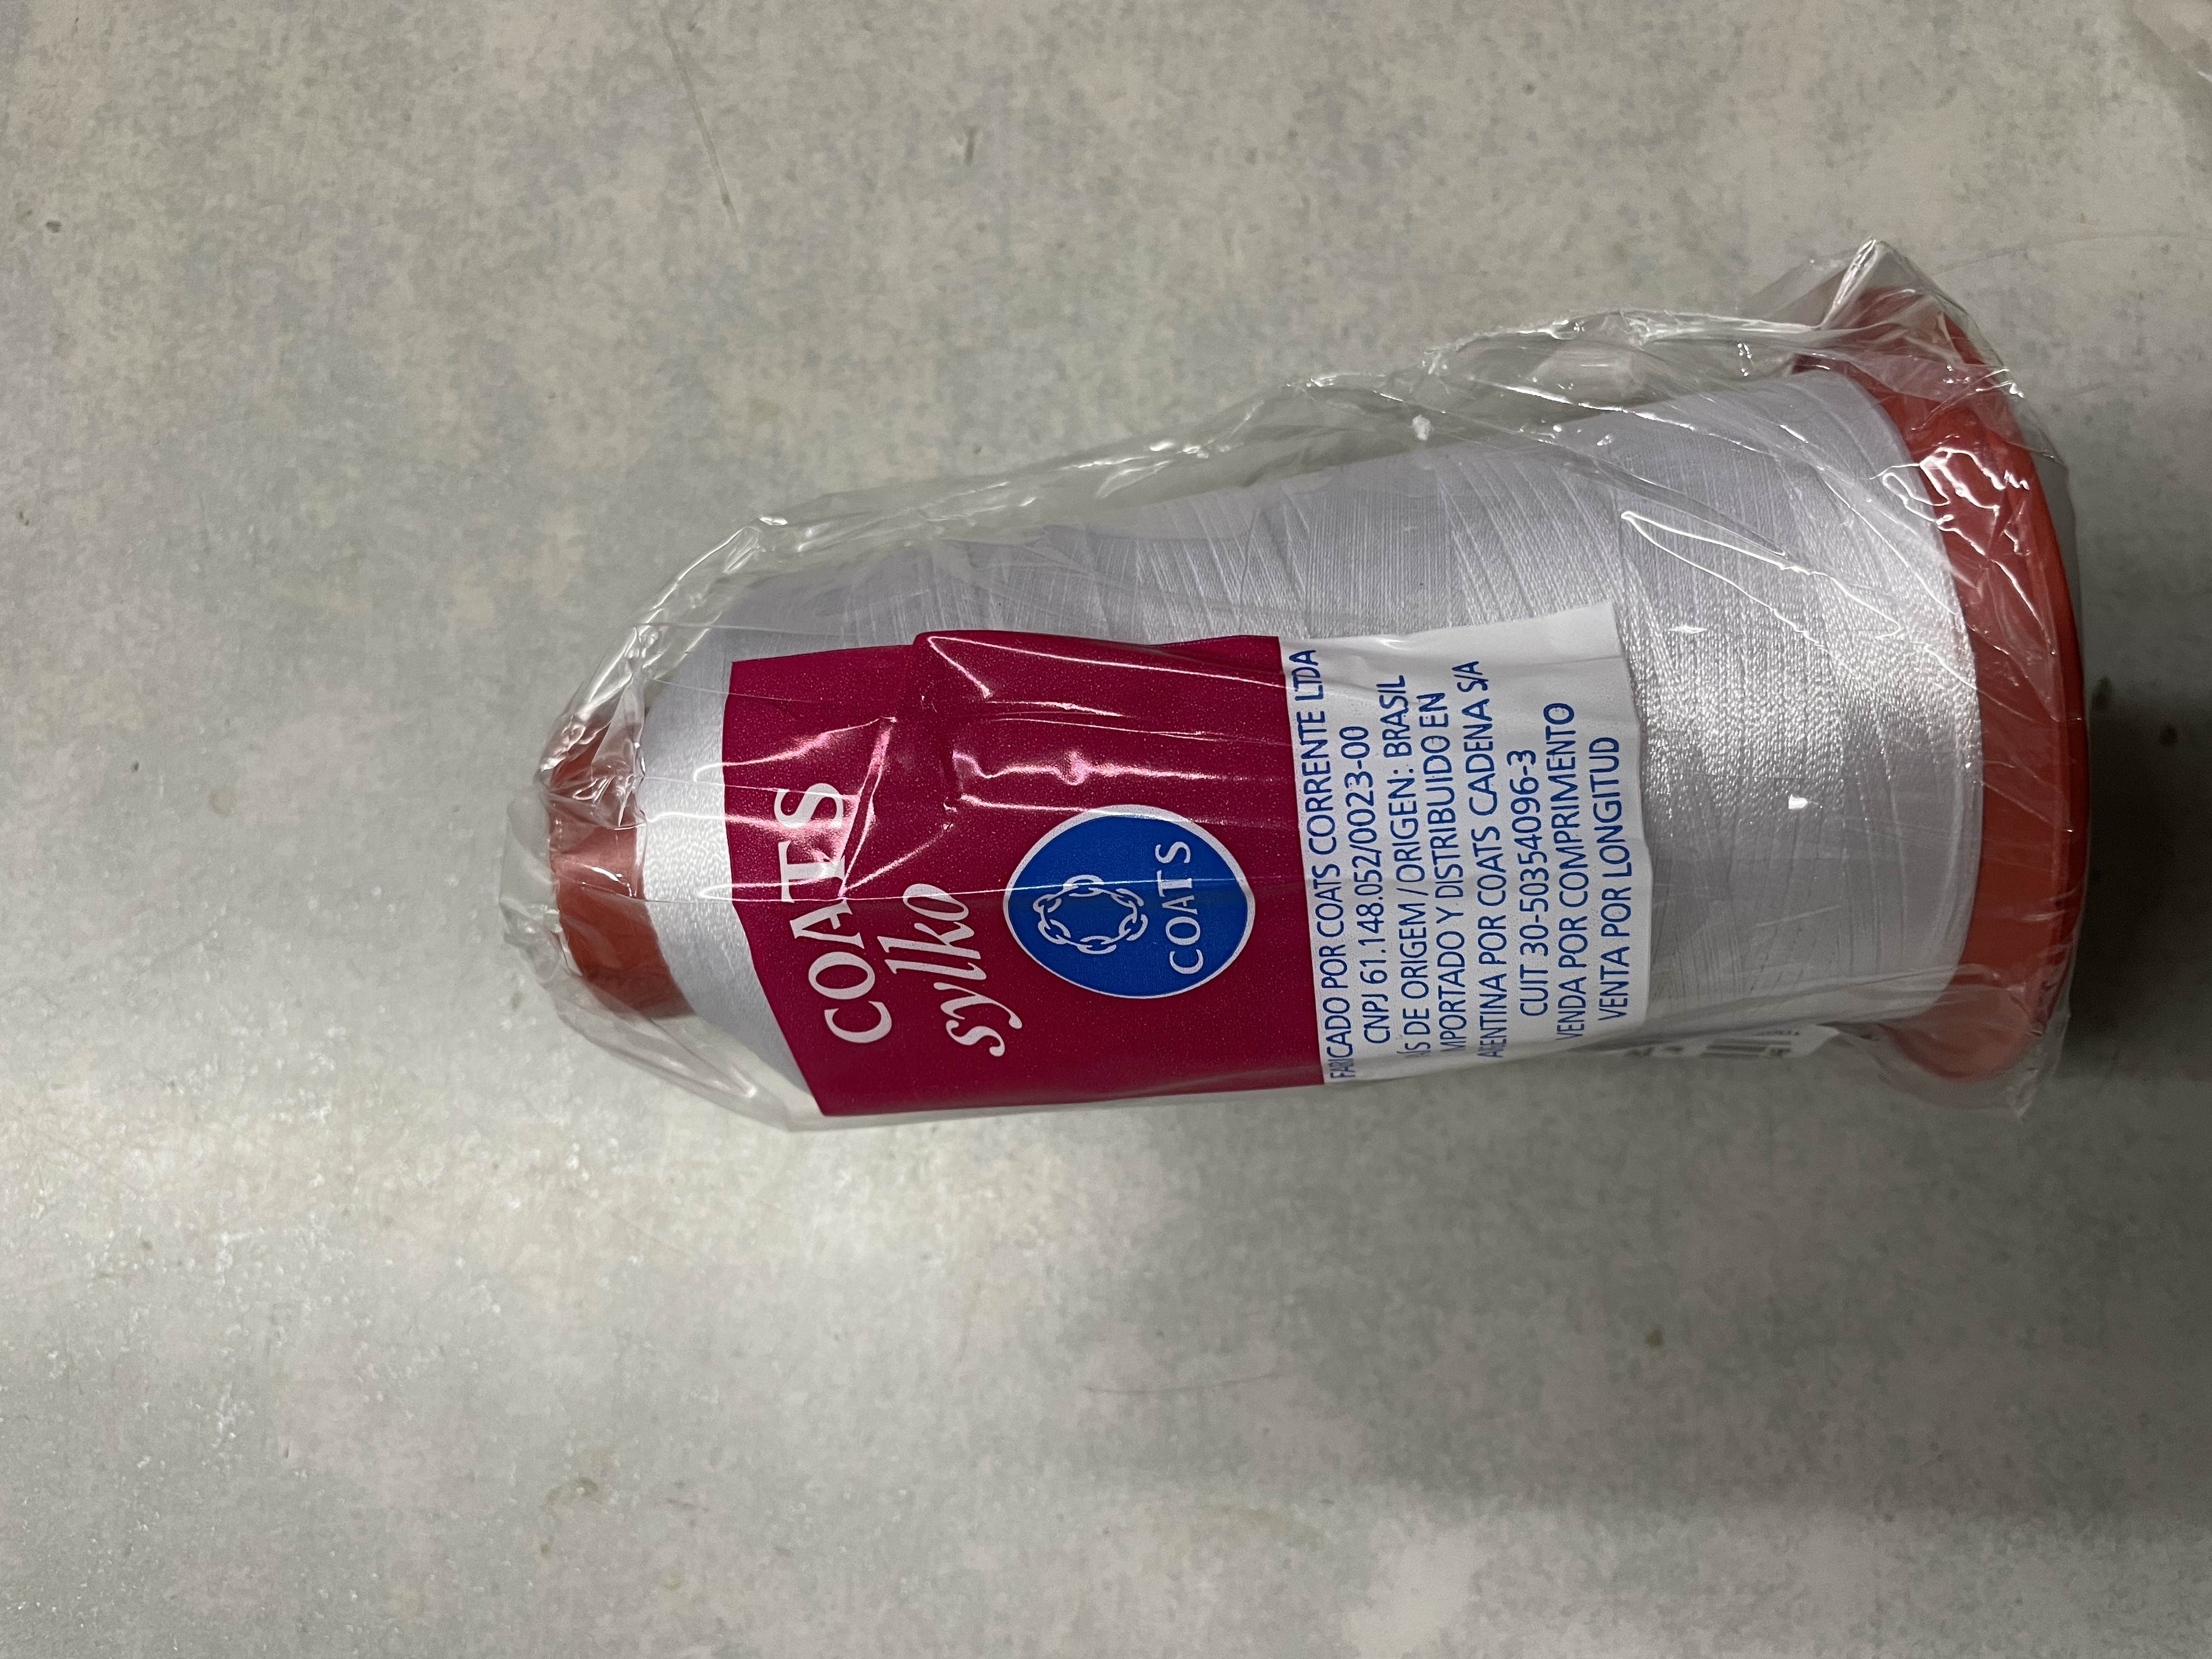 COATS
sylko
COATS
FABRICADO POR COATS CORRENTE LTDA
CNPJ 61.148.052/0023-00
PAÍS DE ORIGEM / ORIGEN: BRASIL
IMPORTADO Y DISTRIBUIDO EN
ARGENTINA POR COATS CADENA S/A
CUIT 30-50354096-3
VENDA POR COMPRIMENTO
VENTA POR LONGITUD